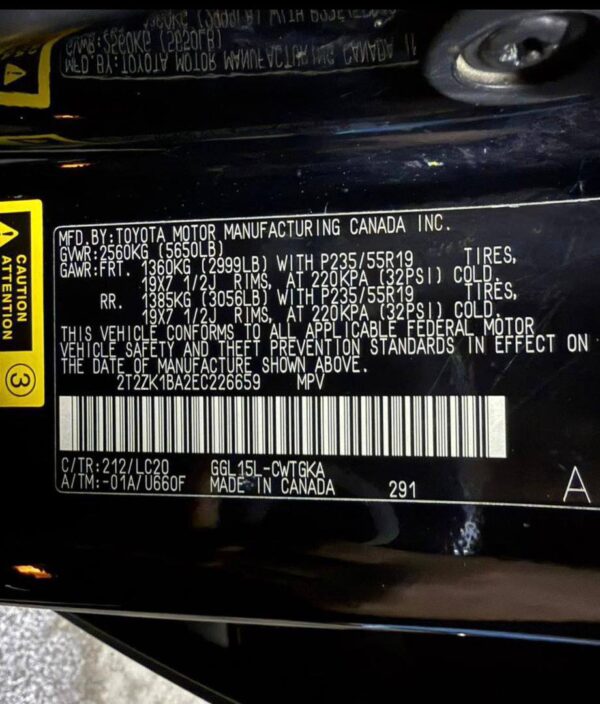 MFD.BY:TOYOTA MOTOR MANUFACTURING CANADA INC.
GVWR:2560KG (5650LB)
GAWR:FRT. 1360KG (2999LB) WITH P235/55R19 TIRES,
19X7 1/2J RIMS, AT 220KPA (32PSI) COLD.
RR. 1385KG (3056LB) WITH P235/55R19 TIRES,
19X7 1/2J RIMS, AT 220KPA (32PSI) COLD.
THIS VEHICLE CONFORMS TO ALL APPLICABLE FEDERAL MOTOR
VEHICLE SAFETY AND THEFT PREVENTION STANDARDS IN EFFECT ON
THE DATE OF MANUFACTURE SHOWN ABOVE.
2T2ZK1BA2EC226659 MPV
C/TR:212/LC20 GGL15L-CWTGKA
A/TM:-01A/U660F MADE IN CANADA 291
A
CAUTION
ATTENTION
3